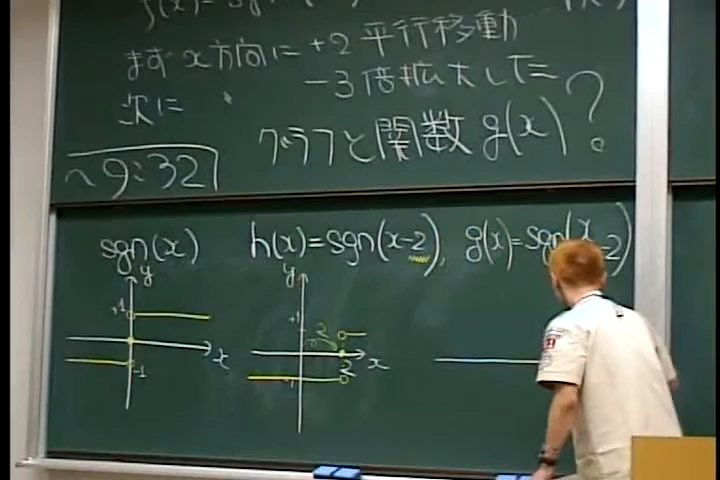 まず x方向に +2 平行移動
次に -3倍拡大した
グラフと関数 g(x)?
~9:32
sgn(x) h(x)=sgn(x-2), g(x)=sgn(x -2)
y
+1
x
-1
y
+1
2
x
2